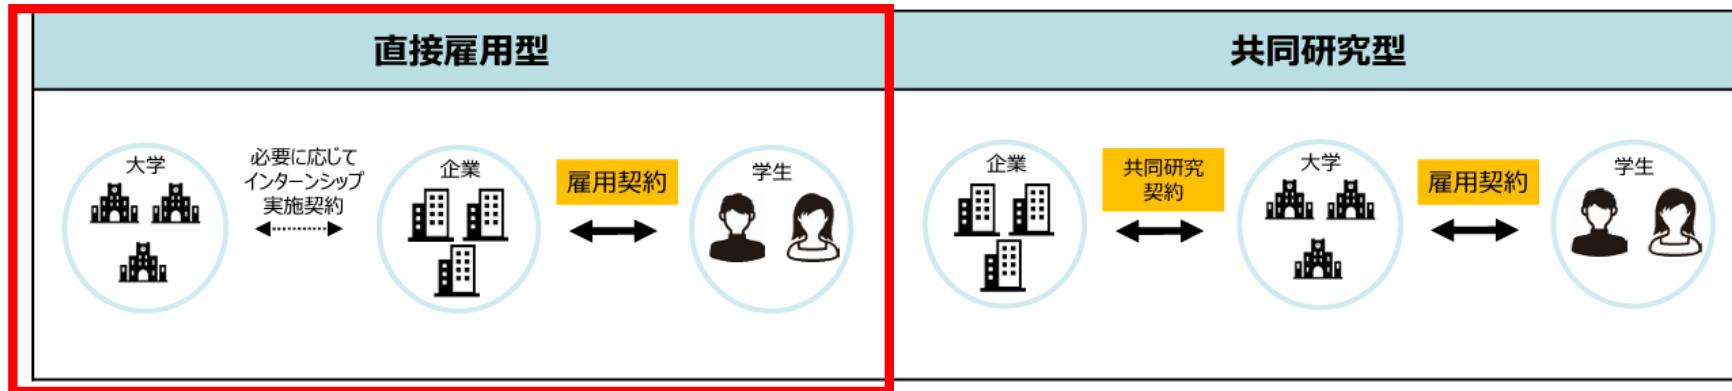 直接雇用型
共同研究型
大学
必要に応じて
インターンシップ
実施契約
企業
雇用契約
学生
企業
共同研究
契約
大学
雇用契約
学生